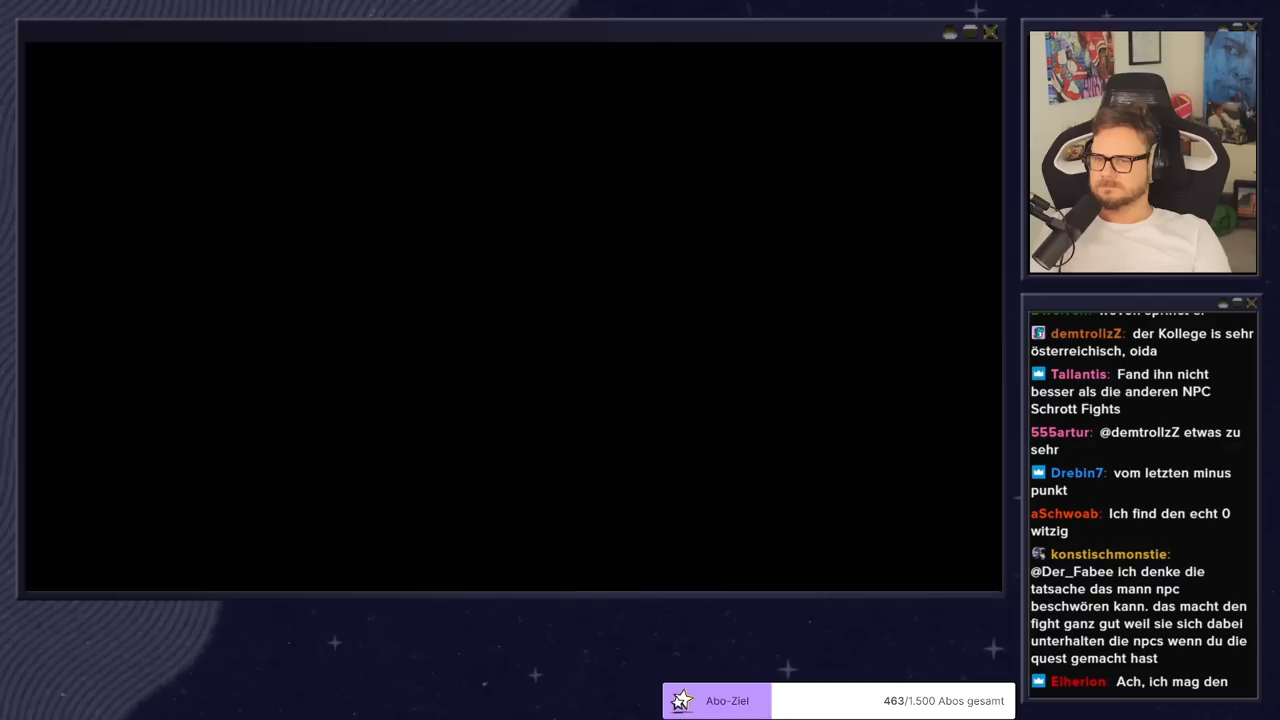 demtrollzZ: der Kollege is sehr
österreichisch, oida
Tallantis: Fand ihn nicht
besser als die anderen NPC
Schrott Fights
555artur: @demtrollzZ etwas zu
sehr
Drebin7: vom letzten minus
punkt
aSchwoab: Ich find den echt 0
witzig
konstischmonstie:
@Der_Fabee ich denke die
tatsache das mann npc
beschwören kann. das macht den
fight ganz gut weil sie sich dabei
unterhalten die npcs wenn du die
quest gemacht hast
Elherion: Ach, ich mag den
Abo-Ziel 463/1.500 Abos gesamt